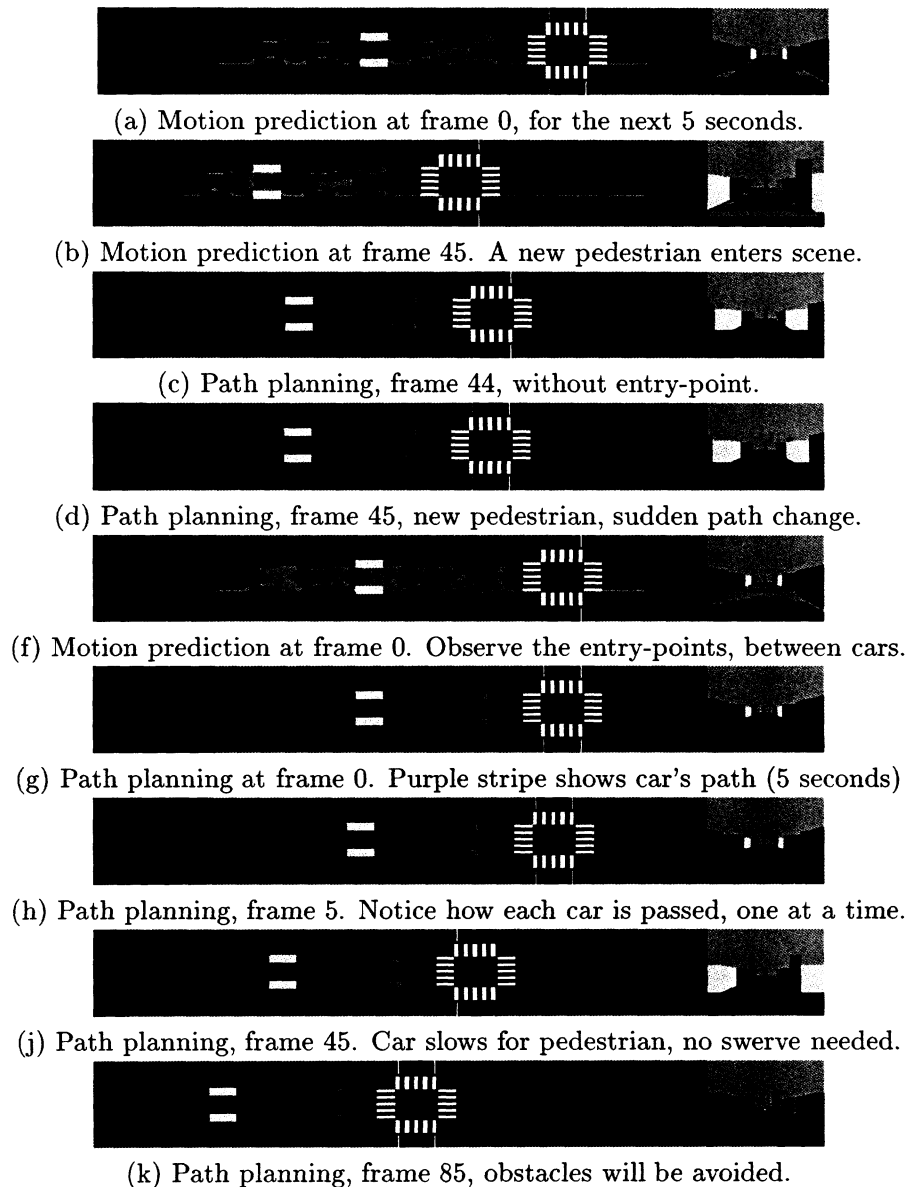 (a) Motion prediction at frame 0, for the next 5 seconds.
(b) Motion prediction at frame 45. A new pedestrian enters scene.
(c) Path planning, frame 44, without entry-point.
(d) Path planning, frame 45, new pedestrian, sudden path change.
(f) Motion prediction at frame 0. Observe the entry-points, between cars.
(g) Path planning at frame 0. Purple stripe shows car's path (5 seconds)
(h) Path planning, frame 5. Notice how each car is passed, one at a time.
(j) Path planning, frame 45. Car slows for pedestrian, no swerve needed.
(k) Path planning, frame 85, obstacles will be avoided.